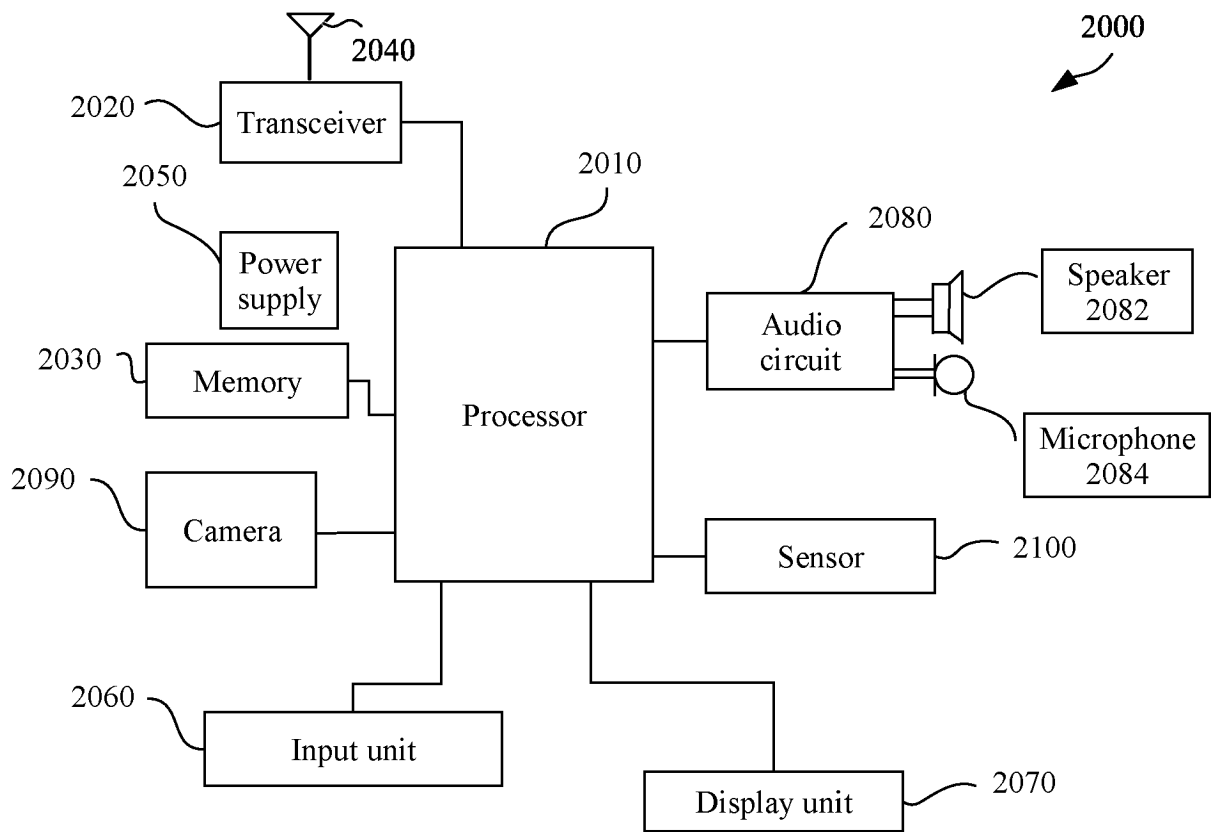 2000
2040
2020
Transceiver
2050
2010
2080
Power
supply
Speaker
2082
Audio
circuit
2030
Memory
Processor
Microphone
2084
2090
Camera
Sensor
2100
2060
Input unit
Display unit
2070